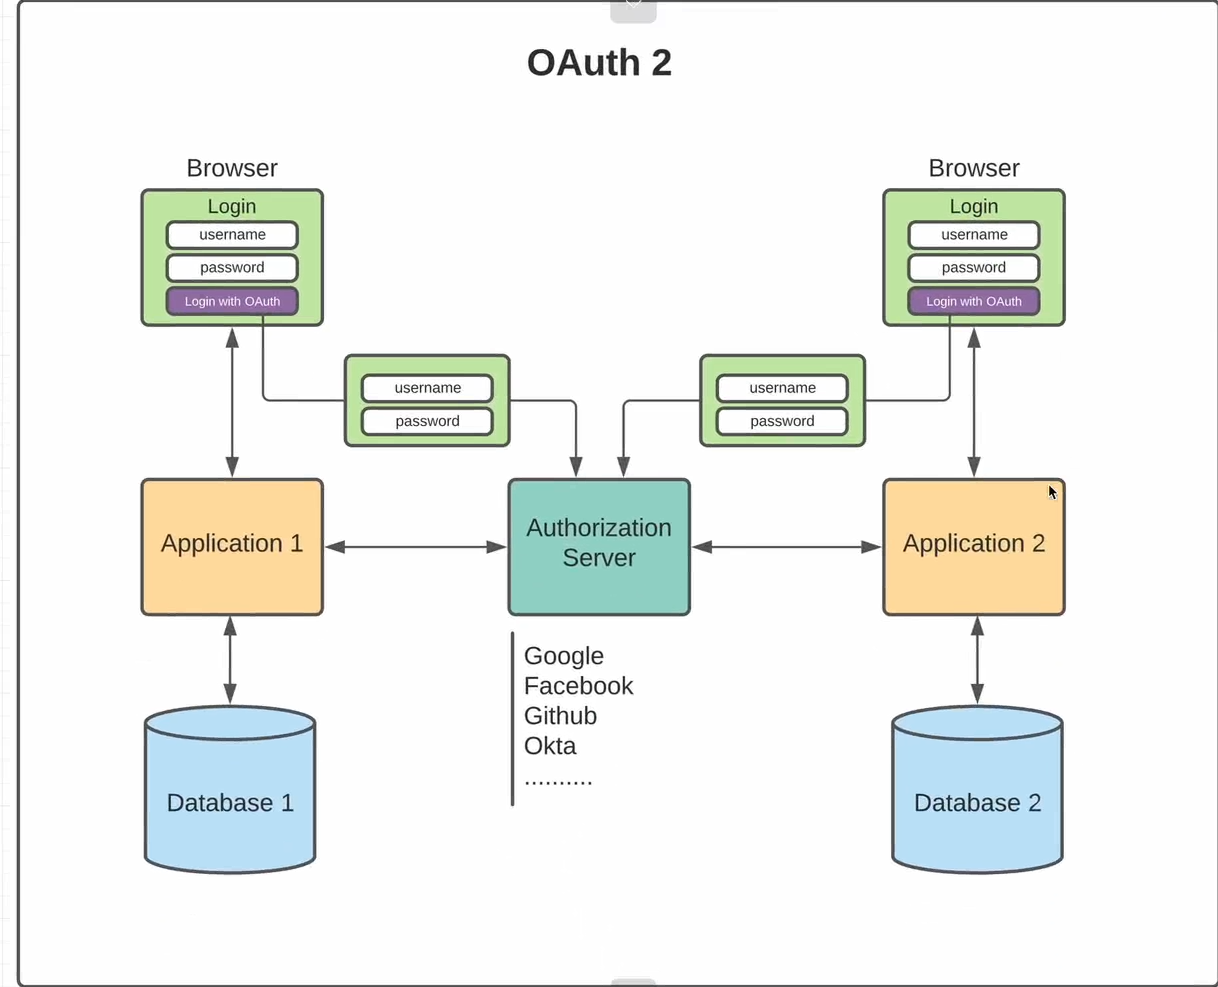 OAuth 2
Browser
Login
username
password
Login with OAuth
Browser
Login
username
password
Login with OAuth
username
password
username
password
Application 1
Authorization
Server
Application 2
Google
Facebook
Github
Okta
..........
Database 1
Database 2